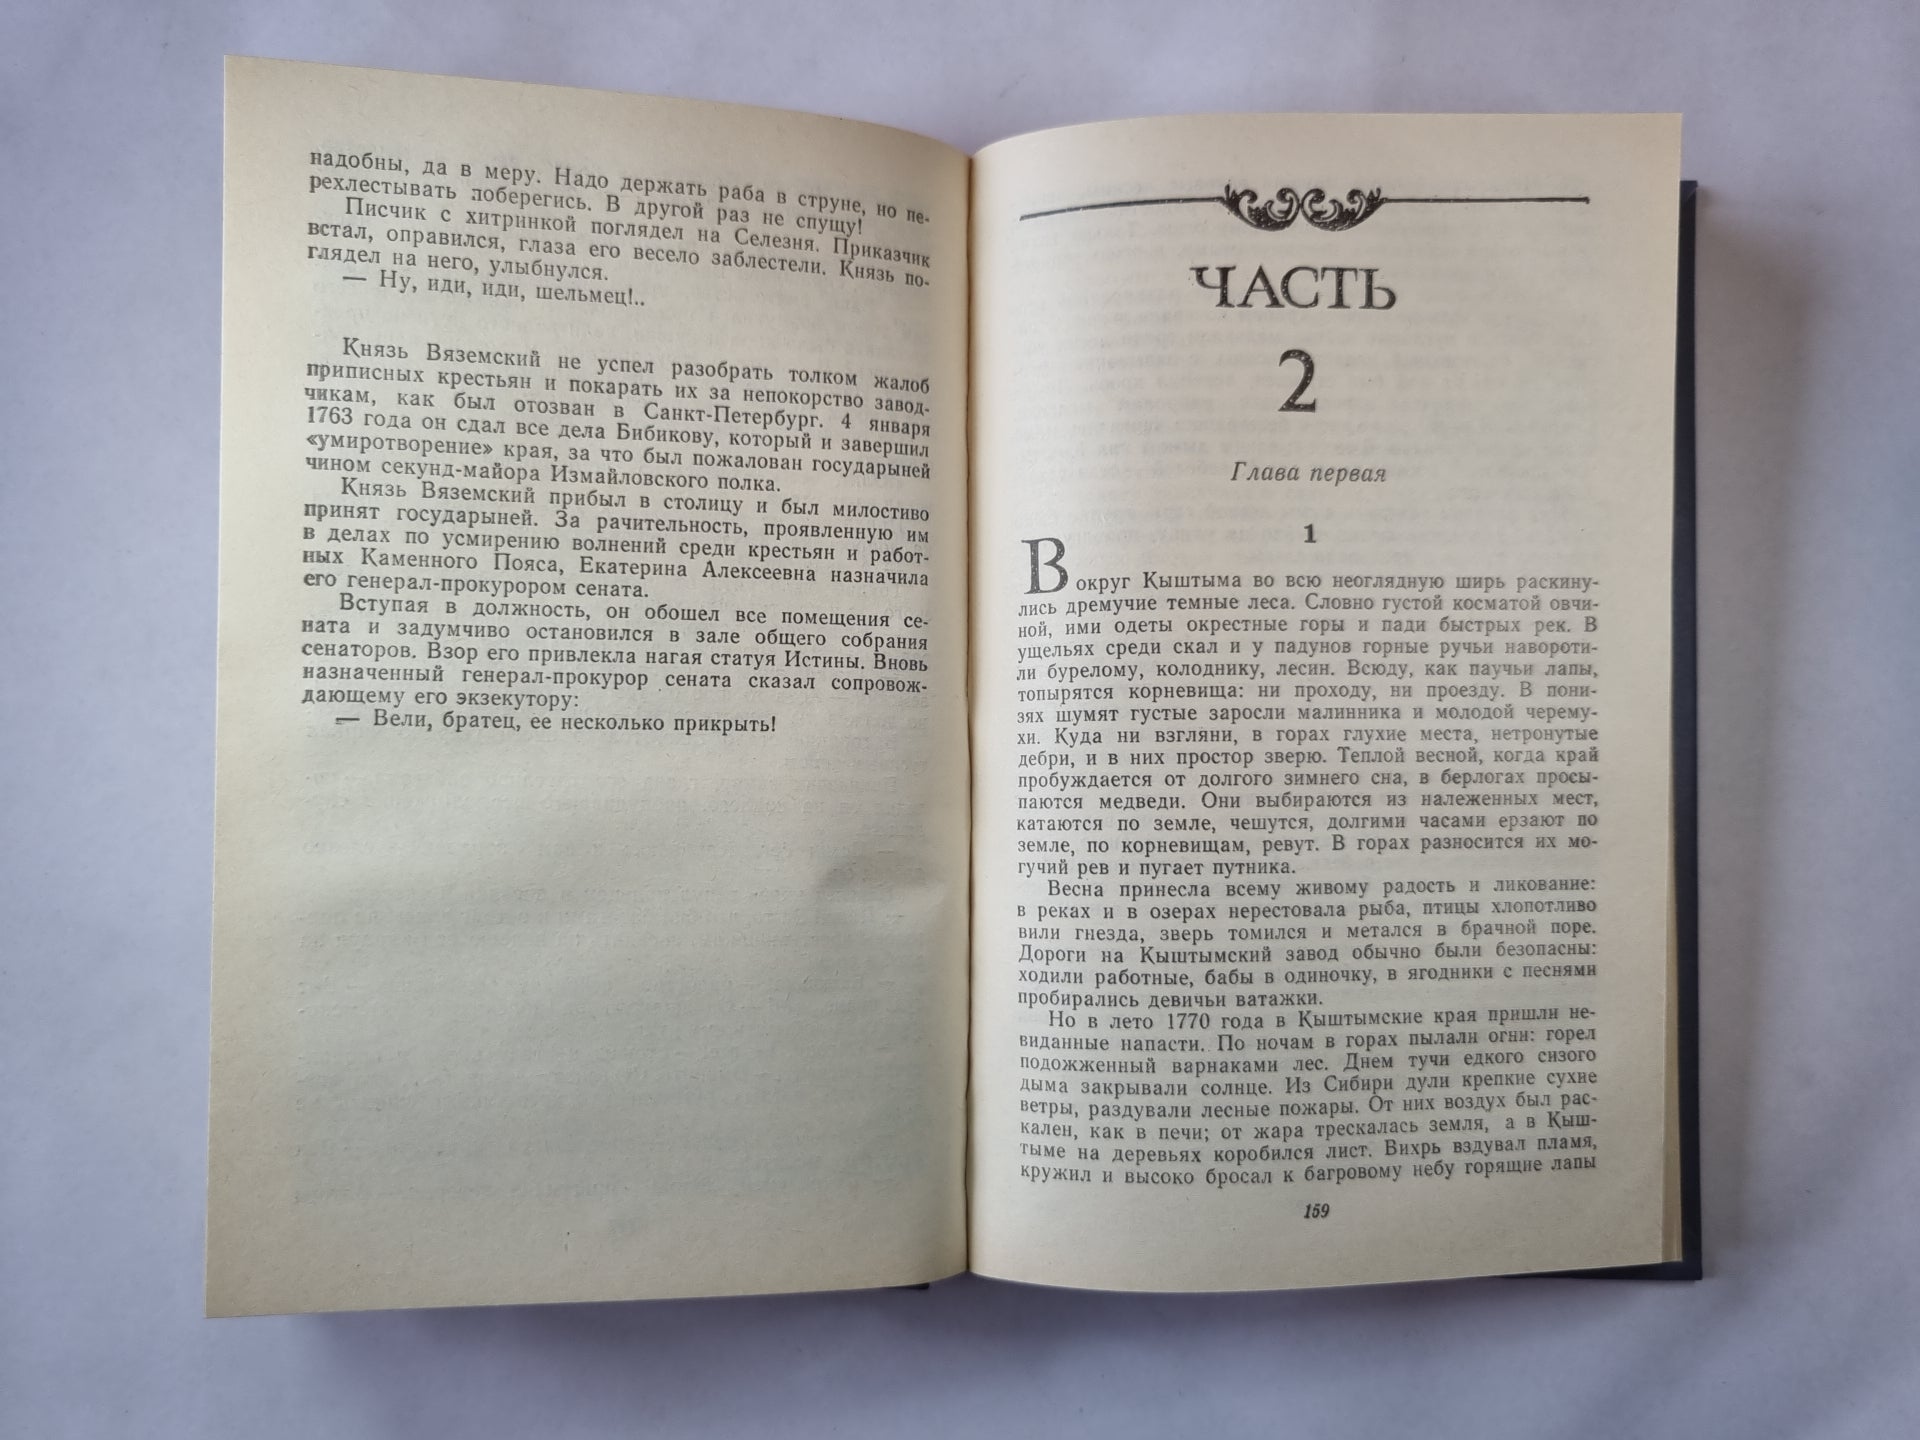 надобны, да в меру. Надо держать раба в струне, но пе-
рехлестывать поберегись. В другой раз не спущу!
Писчик с хитринкой поглядел на Селезня. Приказчик
встал, оправился, глаза его весело заблестели. Князь по-
глядел на него, улыбнулся.
— Ну, иди, иди, шельмец!..
Князь Вяземский не успел разобрать толком жалоб
приписных крестьян и покарать их за непокорство завод-
чикам, как был отозван в Санкт-Петербург. 4 января
1763 года он сдал все дела Бибикову, который и завершил
«умиротворение» края, за что был пожалован государыней
чином секунд-майора Измайловского полка.
Князь Вяземский прибыл в столицу и был милостиво
принят государыней. За рачительность, проявленную им
в делах по усмирению волнений среди крестьян и работ-
ных Каменного Пояса, Екатерина Алексеевна назначила
его генерал-прокурором сената.
Вступая в должность, он обошел все помещения се-
ната и задумчиво остановился в зале общего собрания
сенаторов. Взор его привлекла нагая статуя Истины. Вновь
назначенный генерал-прокурор сената сказал сопровож-
дающему его экзекутору:
— Вели, братец, ее несколько прикрыть!
ЧАСТЬ
2
Глава первая
1
Вокруг Кыштыма во всю неоглядную ширь раскину-
лись дремучие темные леса. Словно густой косматой овчи-
ной, ими одеты окрестные горы и пади быстрых рек. В
ущельях среди скал и у падунов горные ручьи навороти-
ли бурелому, колоднику, лесин. Всюду, как паучьи лапы,
топырятся корневища: ни проходу, ни проезду. В пони-
зях шумят густые заросли малинника и молодой черему-
хи. Куда ни взгляни, в горах глухие места, нетронутые
дебри, и в них простор зверю. Теплой весной, когда край
пробуждается от долгого зимнего сна, в берлогах просы-
паются медведи. Они выбираются из належенных мест,
катаются по земле, чешутся, долгими часами ерзают по
земле, по корневищам, ревут. В горах разносится их мо-
гучий рев и пугает путника.
Весна принесла всему живому радость и ликование:
в реках и в озерах нерестовала рыба, птицы хлопотливо
вили гнезда, зверь томился и метался в брачной поре.
Дороги на Кыштымский завод обычно были безопасны:
ходили работные, бабы в одиночку, в ягодники с песнями
пробирались девичьи ватажки.
Но в лето 1770 года в Кыштымские края пришли не-
виданные напасти. По ночам в горах пылали огни: горел
подожженный варнаками лес. Днем тучи едкого сизого
дыма закрывали солнце. Из Сибири дули крепкие сухие
ветры, раздували лесные пожары. От них воздух был рас-
кален, как в печи; от жара трескалась земля, а в Кыш-
тыме на деревьях коробился лист. Вихрь вздувал пламя,
кружил и высоко бросал к багровому небу горящие лапы
159